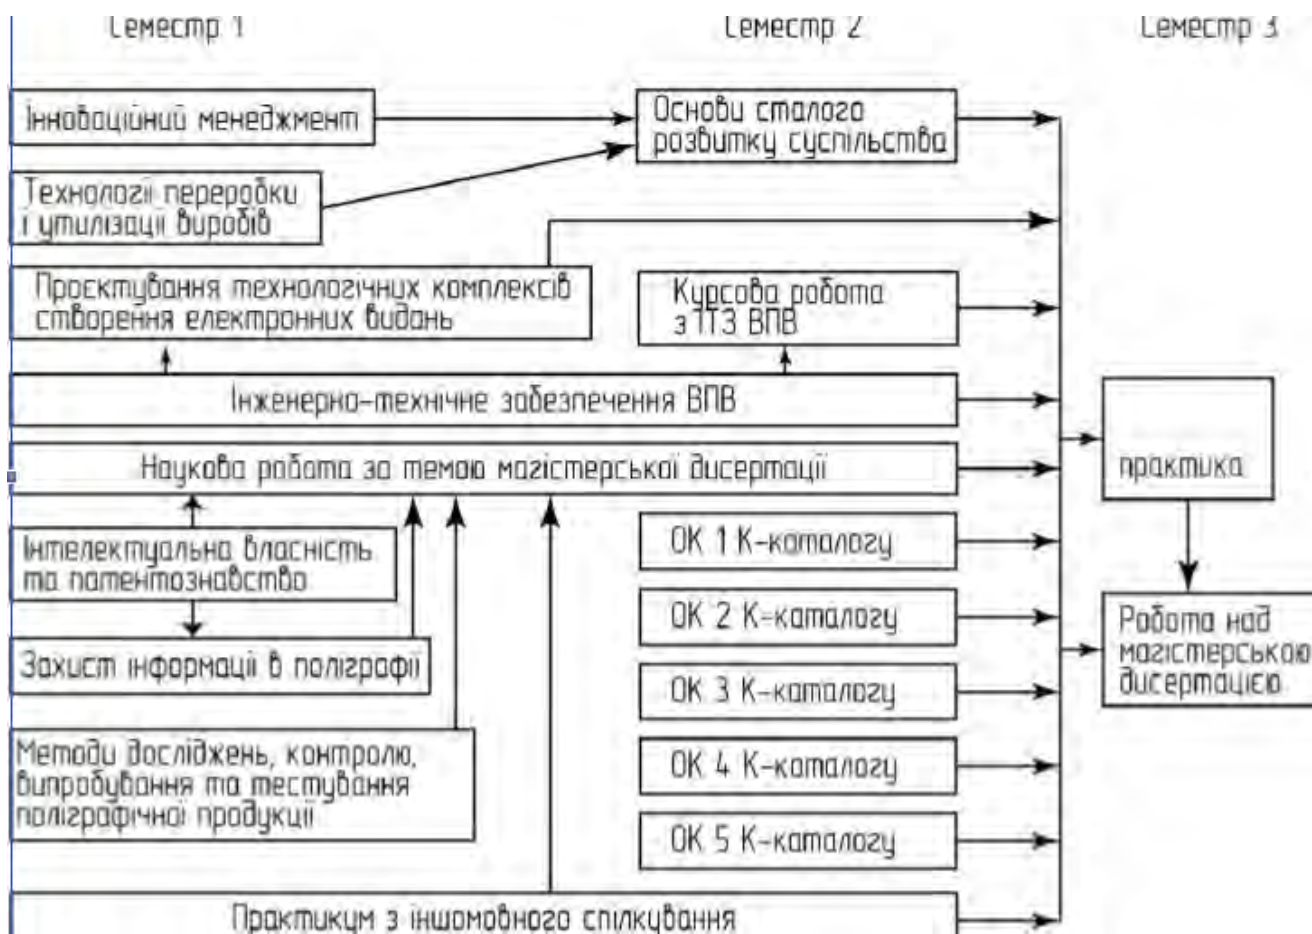 Семестр 1
Семестр 2
Семестр 3
Інноваційний менеджмент
Основи сталого
розвитку суспільства
Технології переробки
і утилізації виробів
Проєктування технологічних комплексів
створення електронних видань
Курсова робота
з ІТЗ ВПВ
Інженерно-технічне забезпечення ВПВ
Наукова робота за темою магістерської дисертації
практика
Інтелектуальна власність
та патентознавство
ОК 1 К-каталогу
ОК 2 К-каталогу
Робота над
магістерською
дисертацією
Захист інформації в поліграфії
ОК 3 К-каталогу
Методи досліджень, контролю,
випробування та тестування
поліграфічної продукції
ОК 4 К-каталогу
ОК 5 К-каталогу
Практикум з іншомовного спілкування